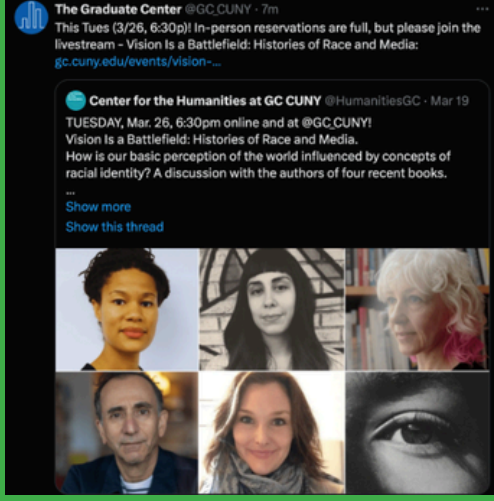 The Graduate Center @GC_CUNY · 7m
This Tues (3/26, 6:30p)! In-person reservations are full, but please join the
livestream – Vision Is a Battlefield: Histories of Race and Media:
gc.cuny.edu/events/vision-...
Center for the Humanities at GC CUNY @HumanitiesGC · Mar 19
TUESDAY, Mar. 26, 6:30pm online and at @GC_CUNY!
Vision Is a Battlefield: Histories of Race and Media.
How is our basic perception of the world influenced by concepts of
racial identity? A discussion with the authors of four recent books.
...
Show more
Show this thread